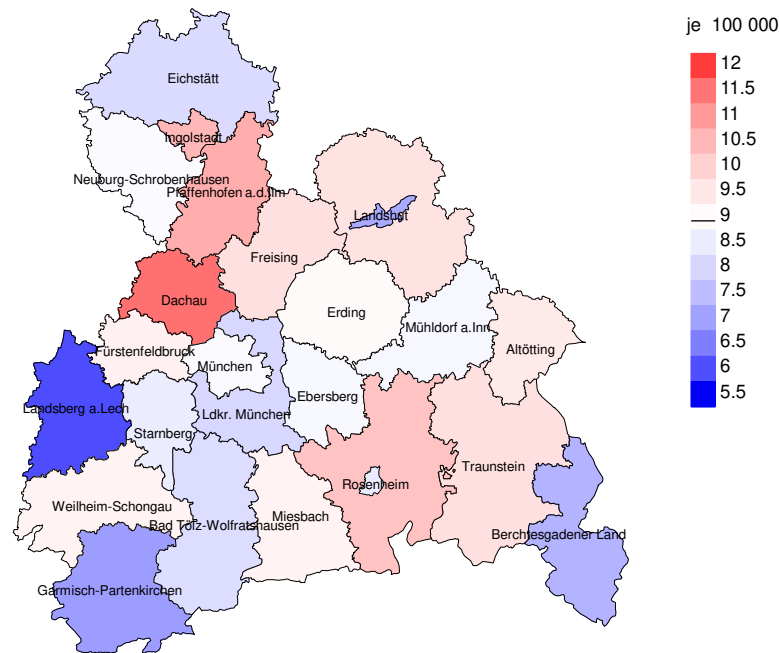 je 100 000
12
11.5
11
10.5
10
9.5
9
8.5
8
7.5
7
6.5
6
5.5
Eichstätt
Ingolstadt
Neuburg-Schrobenhausen
Pfaffenhofen a.d.Ilm
Landshut
Freising
Dachau
Erding
Mühldorf a.Inn
Altötting
Fürstenfeldbruck
München
Ebersberg
Landsberg a.Lech
Ldkr. München
Starnberg
Traunstein
Rosenheim
Weilheim-Schongau
Miesbach
Bad Tölz-Wolfratshausen
Berchtesgadener Land
Garmisch-Partenkirchen